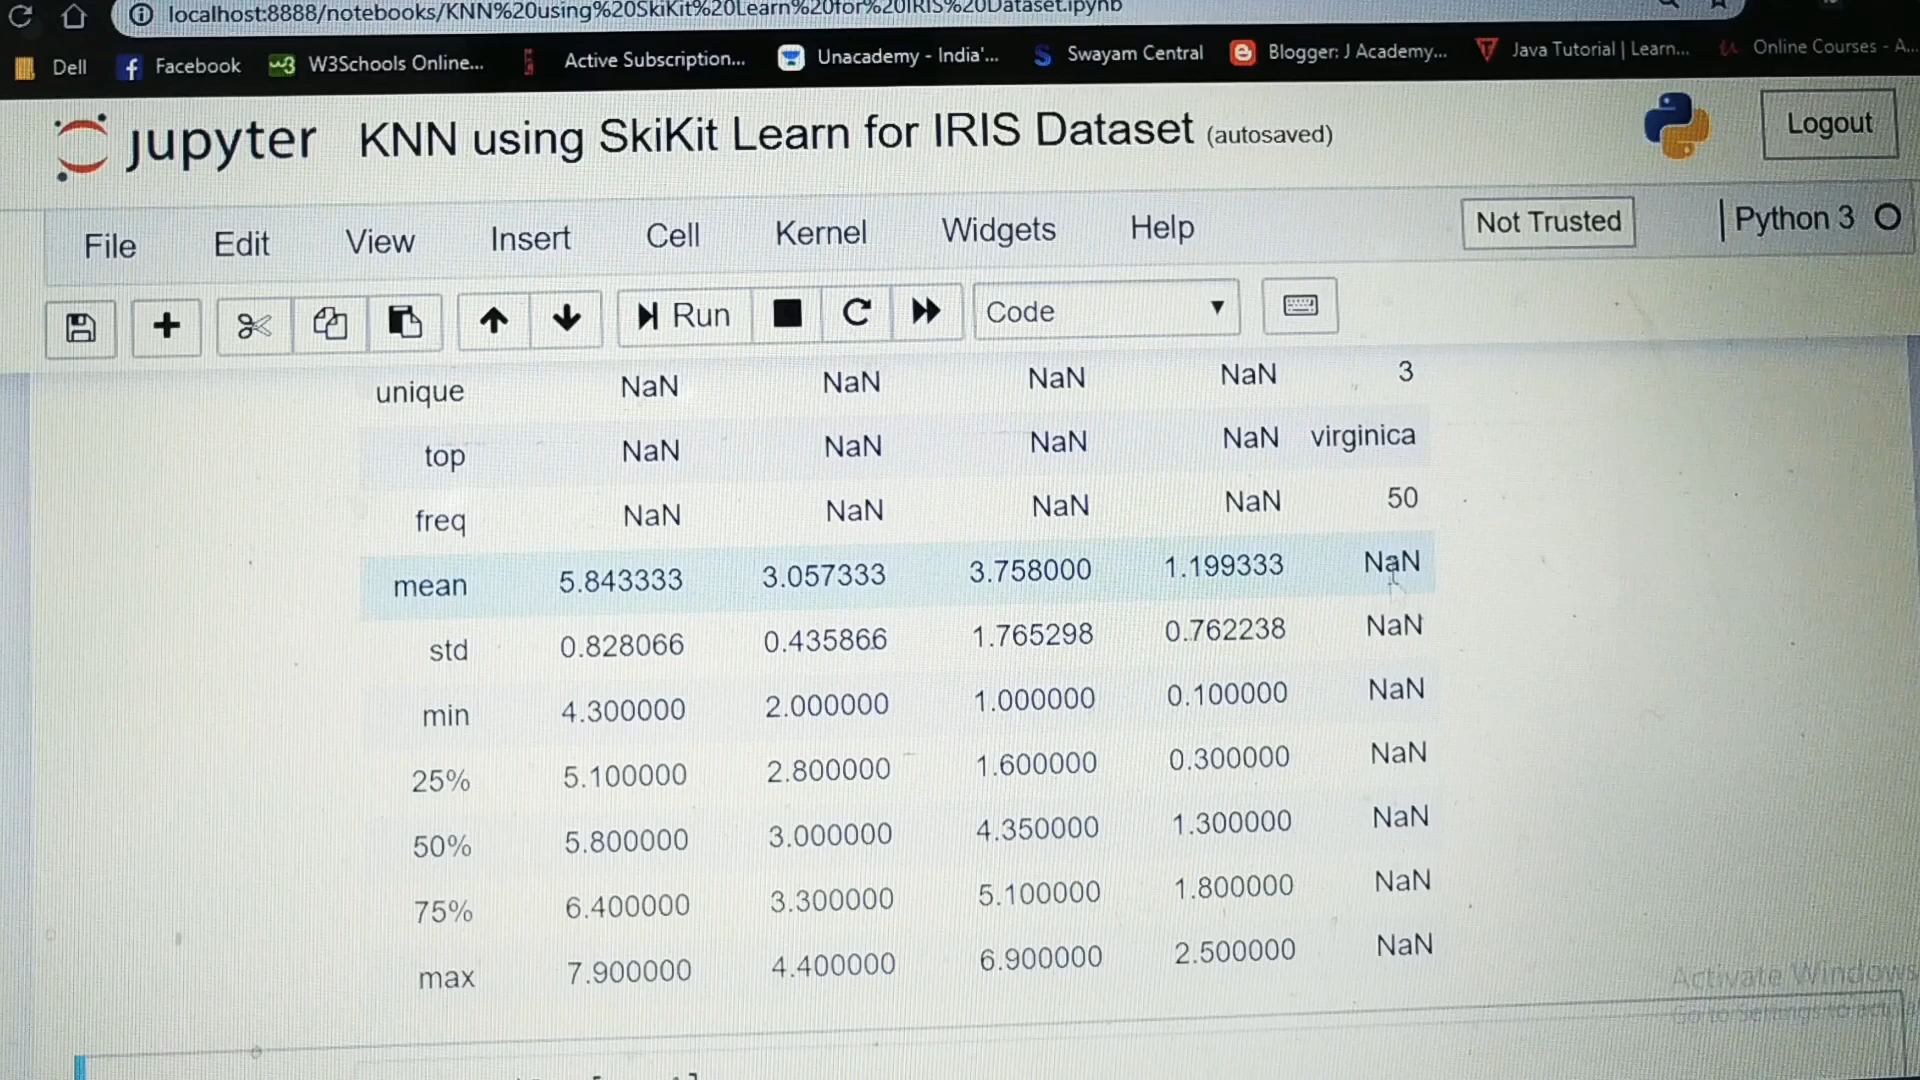 localhost:8888/notebooks/KNN%20using%20SkiKit%20Learn%20for%20IRIS%20Dataset.ipynb
Dell Facebook W3Schools Online... Active Subscription... Unacademy - India'... Swayam Central Blogger: J Academy... Java Tutorial | Learn... Online Courses - A...
jupyter KNN using SkiKit Learn for IRIS Dataset (autosaved) Logout
File Edit View Insert Cell Kernel Widgets Help Not Trusted Python 3
Run Code
unique NaN NaN NaN NaN 3
top NaN NaN NaN NaN virginica
freq NaN NaN NaN NaN 50
mean 5.843333 3.057333 3.758000 1.199333 NaN
std 0.828066 0.435866 1.765298 0.762238 NaN
min 4.300000 2.000000 1.000000 0.100000 NaN
25% 5.100000 2.800000 1.600000 0.300000 NaN
50% 5.800000 3.000000 4.350000 1.300000 NaN
75% 6.400000 3.300000 5.100000 1.800000 NaN
max 7.900000 4.400000 6.900000 2.500000 NaN
Activate Windows
Go to Settings to